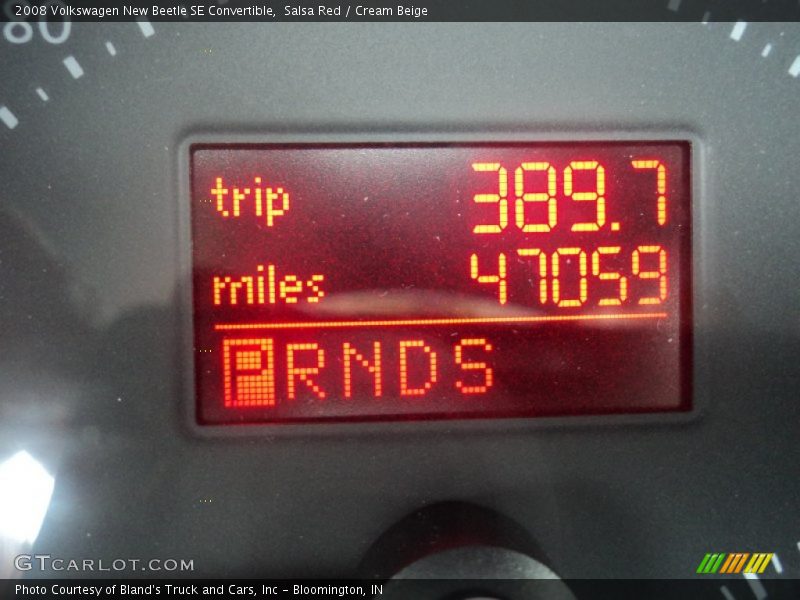 2008 Volkswagen New Beetle SE Convertible,  Salsa Red / Cream Beige
80
trip 389.7
miles 47059
PRNDS
GTCARLOT.COM
Photo Courtesy of Bland's Truck and Cars, Inc - Bloomington, IN